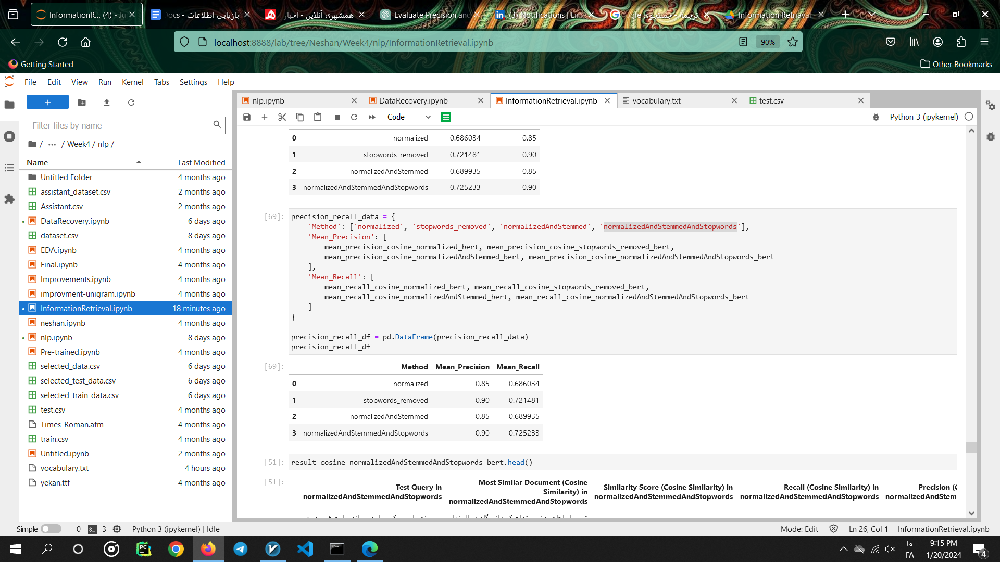 InformationR... (4) - Ju
بازیابی اطلاعات - Docs
همشهری آنلاین - اخبار
Evaluate Precision and
(3) Notifications | Link
ترجمه - جستجوی Google
Information Retriaval
localhost:8888/lab/tree/Neshan/Week4/nlp/InformationRetrieval.ipynb
90%
Getting Started
Other Bookmarks
File Edit View Run Kernel Tabs Settings Help
nlp.ipynb
DataRecovery.ipynb
InformationRetrieval.ipynb
vocabulary.txt
test.csv
Code
Python 3 (ipykernel)
Filter files by name
/ ... / Week4 / nlp /
Name Last Modified
Untitled Folder 4 months ago
assistant_dataset.csv 2 months ago
Assistant.csv 2 months ago
DataRecovery.ipynb 6 days ago
dataset.csv 8 days ago
EDA.ipynb 4 months ago
Final.ipynb 4 months ago
Improvements.ipynb 4 months ago
improvment-unigram.ipynb 4 months ago
InformationRetrieval.ipynb 18 minutes ago
neshan.ipynb 4 months ago
nlp.ipynb 8 days ago
Pre-trained.ipynb 4 months ago
selected_data.csv 6 days ago
selected_test_data.csv 6 days ago
selected_train_data.csv 6 days ago
test.csv 4 months ago
Times-Roman.afm 4 months ago
train.csv 4 months ago
Untitled.ipynb 2 months ago
vocabulary.txt 4 hours ago
yekan.ttf 4 months ago
0 normalized 0.686034 0.85
1 stopwords_removed 0.721481 0.90
2 normalizedAndStemmed 0.689935 0.85
3 normalizedAndStemmedAndStopwords 0.725233 0.90
[69]: precision_recall_data = {
'Method': ['normalized', 'stopwords_removed', 'normalizedAndStemmed', 'normalizedAndStemmedAndStopwords'],
'Mean_Precision': [
mean_precision_cosine_normalized_bert, mean_precision_cosine_stopwords_removed_bert,
mean_precision_cosine_normalizedAndStemmed_bert, mean_precision_cosine_normalizedAndStemmedAndStopwords_bert
],
'Mean_Recall': [
mean_recall_cosine_normalized_bert, mean_recall_cosine_stopwords_removed_bert,
mean_recall_cosine_normalizedAndStemmed_bert, mean_recall_cosine_normalizedAndStemmedAndStopwords_bert
]
}
precision_recall_df = pd.DataFrame(precision_recall_data)
precision_recall_df
[69]: Method Mean_Precision Mean_Recall
0 normalized 0.85 0.686034
1 stopwords_removed 0.90 0.721481
2 normalizedAndStemmed 0.85 0.689935
3 normalizedAndStemmedAndStopwords 0.90 0.725233
[51]: result_cosine_normalizedAndStemmedAndStopwords_bert.head()
[51]: Test Query in normalizedAndStemmedAndStopwords
Most Similar Document (Cosine Similarity) in normalizedAndStemmedAndStopwords
Similarity Score (Cosine Similarity) in normalizedAndStemmedAndStopwords
Recall (Cosine Similarity) in normalizedAndStemmedAndStopwords
Precision (C normalizedAndStem
Simple 0 3 Python 3 (ipykernel) | Idle
Mode: Edit Ln 26, Col 1 InformationRetrieval.ipynb
فا
FA
9:15 PM
1/20/2024
4